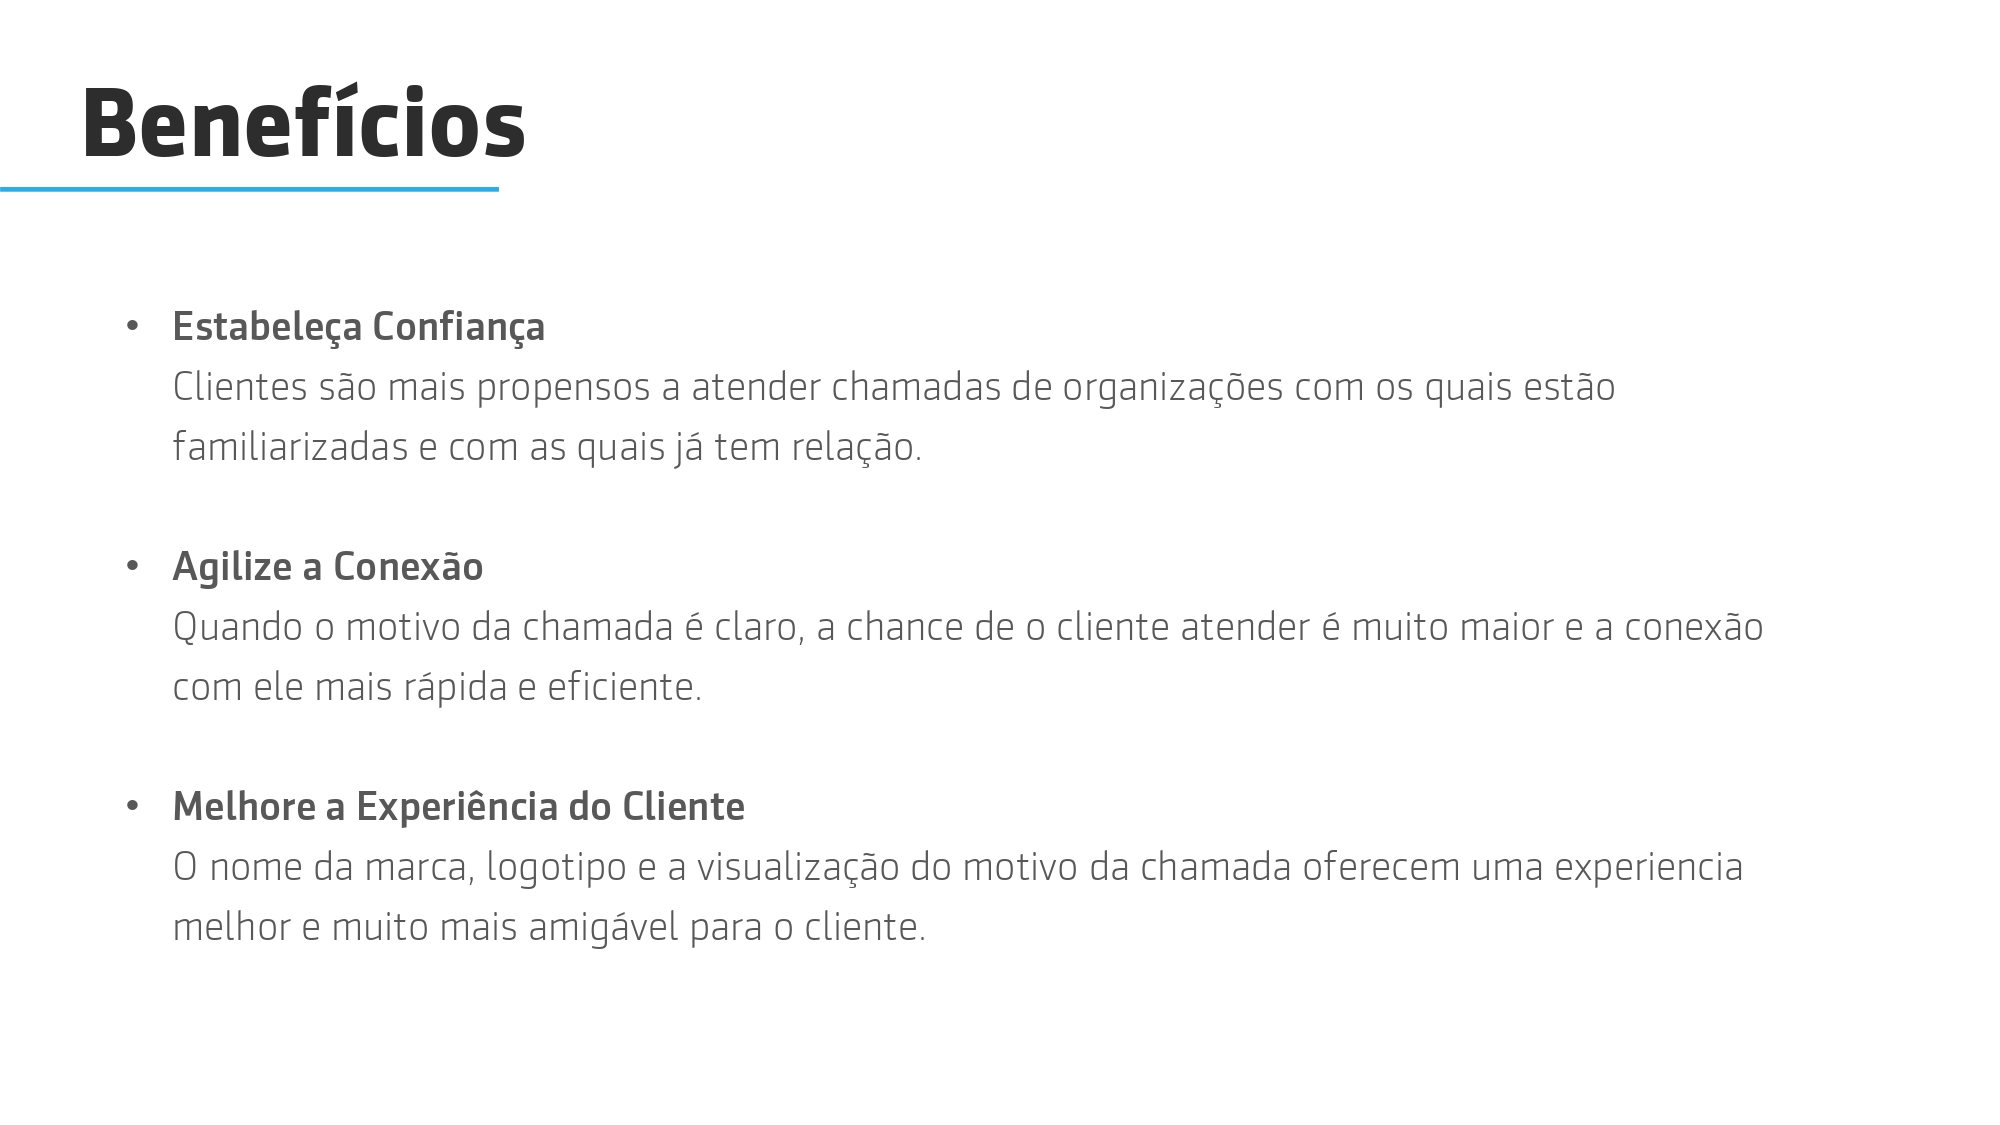 Benefícios
• Estabeleça Confiança
Clientes são mais propensos a atender chamadas de organizações com os quais estão
familiarizadas e com as quais já tem relação.
• Agilize a Conexão
Quando o motivo da chamada é claro, a chance de o cliente atender é muito maior e a conexão
com ele mais rápida e eficiente.
• Melhore a Experiência do Cliente
O nome da marca, logotipo e a visualização do motivo da chamada oferecem uma experiencia
melhor e muito mais amigável para o cliente.